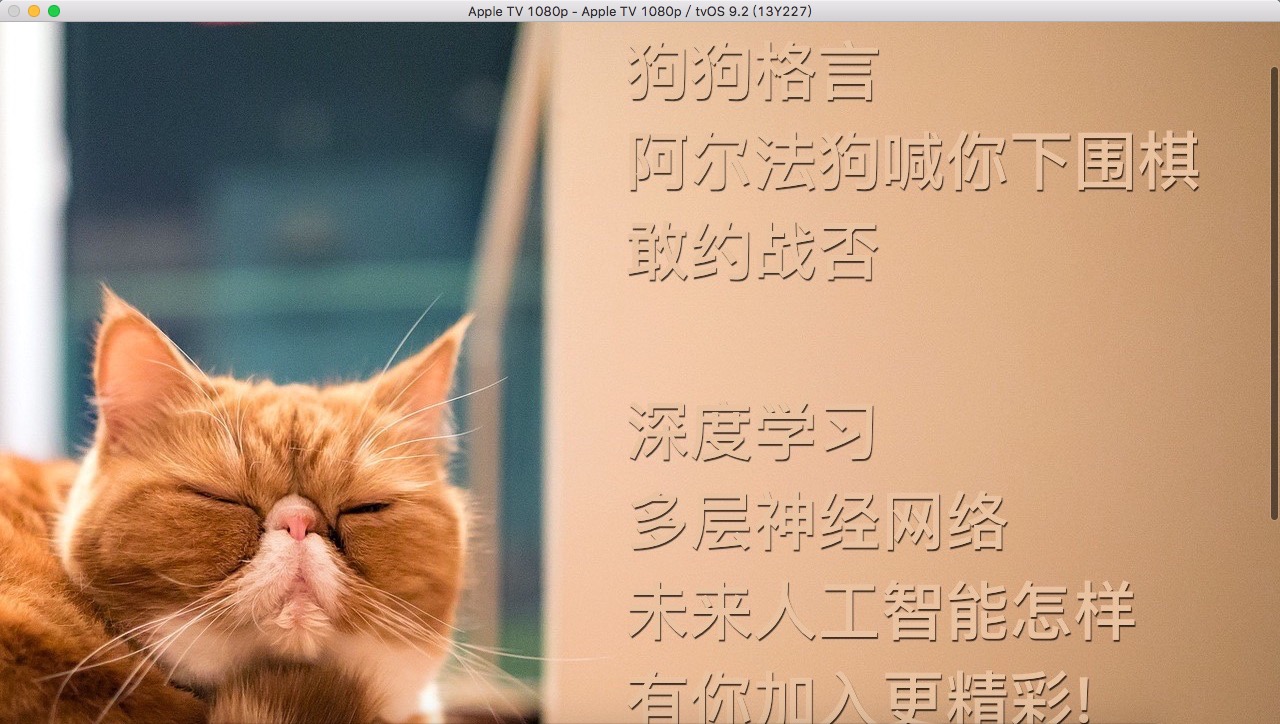 Apple TV 1080p - Apple TV 1080p / tvOS 9.2 (13Y227)
狗狗格言
阿尔法狗喊你下围棋
敢约战否
深度学习
多层神经网络
未来人工智能怎样
有你加入更精彩!